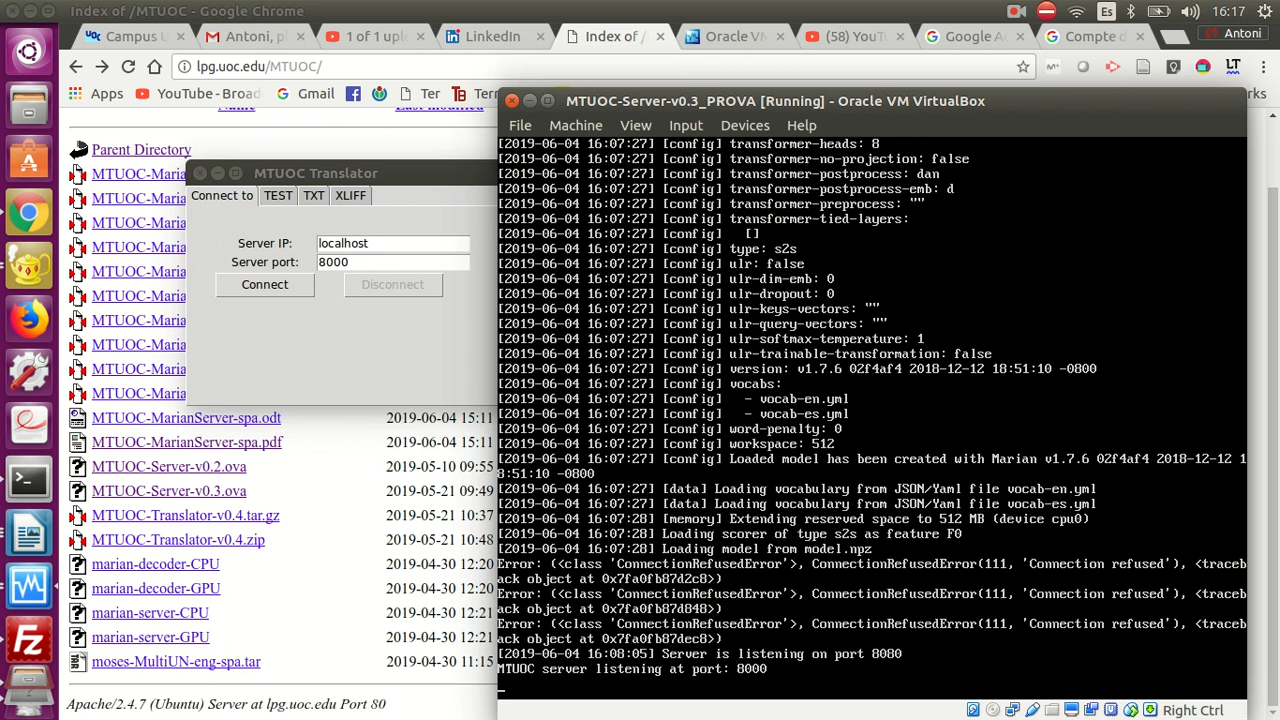 Index of /MTUOC - Google Chrome
Es
16:17
Campus U
Antoni, p
1 of 1 uplo
LinkedIn
Index of /
Oracle VM
(58) YouT
Google A
Compte d
Antoni
lpg.uoc.edu/MTUOC/
Apps
YouTube - Broad
Gmail
Ter
Term
ks
Name
Last modified
Parent Directory
MTUOC-Maria
MTUOC-Maria
MTUOC-Maria
MTUOC-Maria
MTUOC-Maria
MTUOC-Maria
MTUOC-Maria
MTUOC-Maria
MTUOC-Maria
MTUOC-Maria
MTUOC-MarianServer-spa.odt 2019-06-04 15:11
MTUOC-MarianServer-spa.pdf 2019-06-04 15:11
MTUOC-Server-v0.2.ova 2019-05-10 09:55
MTUOC-Server-v0.3.ova 2019-05-21 09:49
MTUOC-Translator-v0.4.tar.gz 2019-05-21 10:37
MTUOC-Translator-v0.4.zip 2019-05-21 10:48
marian-decoder-CPU 2019-04-30 12:20
marian-decoder-GPU 2019-04-30 12:20
marian-server-CPU 2019-04-30 12:21
marian-server-GPU 2019-04-30 12:21
moses-MultiUN-eng-spa.tar 2019-04-30 11:15
Apache/2.4.7 (Ubuntu) Server at lpg.uoc.edu Port 80
MTUOC Translator
Connect to TEST TXT XLIFF
Server IP: localhost
Server port: 8000
Connect Disconnect
MTUOC-Server-v0.3_PROVA [Running] - Oracle VM VirtualBox
File Machine View Input Devices Help
[2019-06-04 16:07:27] [config] transformer-heads: 8
[2019-06-04 16:07:27] [config] transformer-no-projection: false
[2019-06-04 16:07:27] [config] transformer-postprocess: dan
[2019-06-04 16:07:27] [config] transformer-postprocess-emb: d
[2019-06-04 16:07:27] [config] transformer-preprocess: ""
[2019-06-04 16:07:27] [config] transformer-tied-layers:
[2019-06-04 16:07:27] [config]   []
[2019-06-04 16:07:27] [config] type: s2s
[2019-06-04 16:07:27] [config] ulr: false
[2019-06-04 16:07:27] [config] ulr-dim-emb: 0
[2019-06-04 16:07:27] [config] ulr-dropout: 0
[2019-06-04 16:07:27] [config] ulr-keys-vectors: ""
[2019-06-04 16:07:27] [config] ulr-query-vectors: ""
[2019-06-04 16:07:27] [config] ulr-softmax-temperature: 1
[2019-06-04 16:07:27] [config] ulr-trainable-transformation: false
[2019-06-04 16:07:27] [config] version: v1.7.6 02f4af4 2018-12-12 18:51:10 -0800
[2019-06-04 16:07:27] [config] vocabs:
[2019-06-04 16:07:27] [config]   - vocab-en.yml
[2019-06-04 16:07:27] [config]   - vocab-es.yml
[2019-06-04 16:07:27] [config] word-penalty: 0
[2019-06-04 16:07:27] [config] workspace: 512
[2019-06-04 16:07:27] [config] Loaded model has been created with Marian v1.7.6 02f4af4 2018-12-12 1
8:51:10 -0800
[2019-06-04 16:07:27] [data] Loading vocabulary from JSON/Yaml file vocab-en.yml
[2019-06-04 16:07:27] [data] Loading vocabulary from JSON/Yaml file vocab-es.yml
[2019-06-04 16:07:28] [memory] Extending reserved space to 512 MB (device cpu0)
[2019-06-04 16:07:28] Loading scorer of type s2s as feature F0
[2019-06-04 16:07:28] Loading model from model.npz
Error: (<class 'ConnectionRefusedError'>, ConnectionRefusedError(111, 'Connection refused'), <traceb
ack object at 0x7fa0fb87d2c8>)
Error: (<class 'ConnectionRefusedError'>, ConnectionRefusedError(111, 'Connection refused'), <traceb
ack object at 0x7fa0fb87d848>)
Error: (<class 'ConnectionRefusedError'>, ConnectionRefusedError(111, 'Connection refused'), <traceb
ack object at 0x7fa0fb87dec8>)
[2019-06-04 16:08:05] Server is listening on port 8080
MTUOC server listening at port: 8000
Right Ctrl